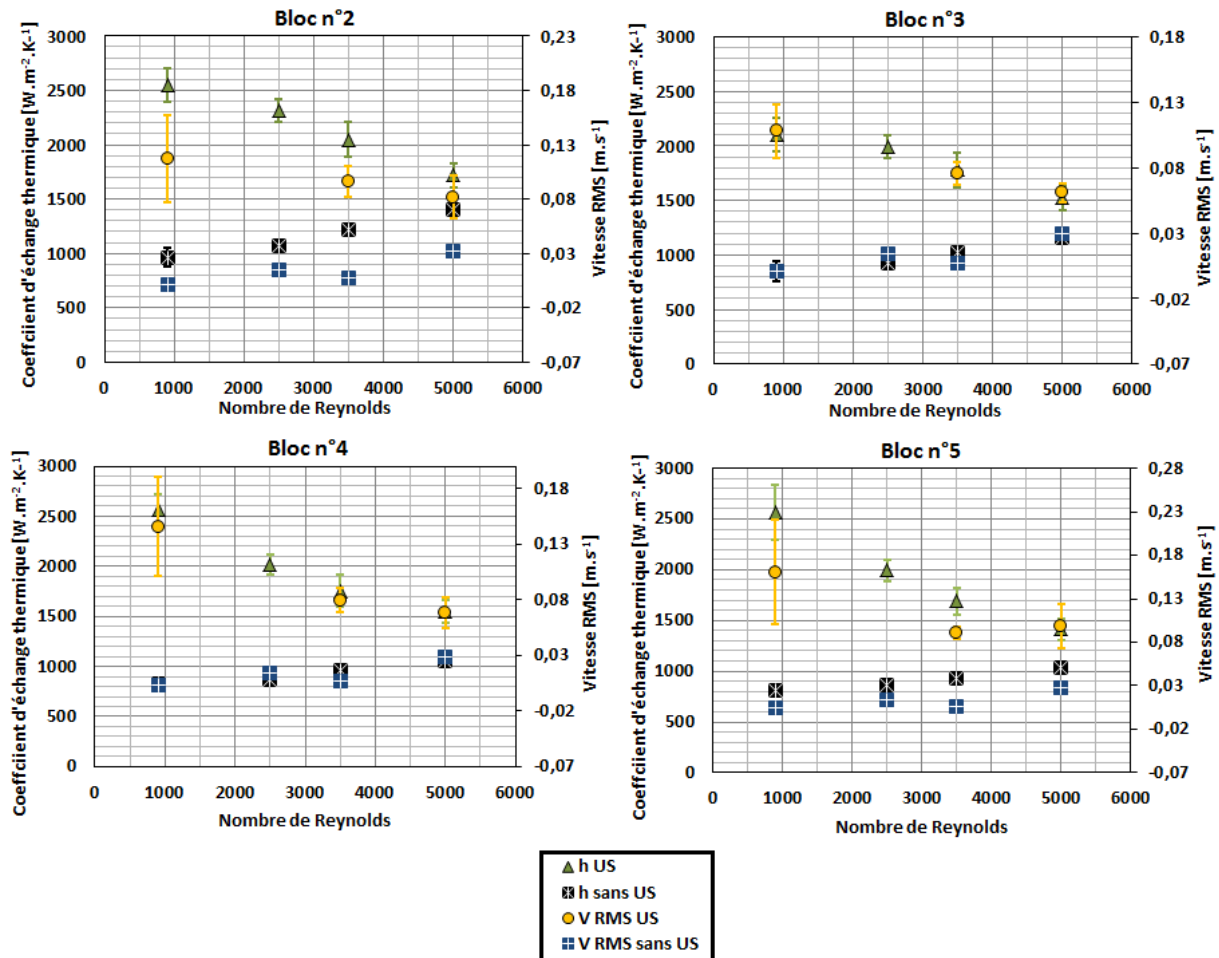 Bloc n°2
Coeffciient d'échange thermique [W.m-2.K-1]
3000
2500
2000
1500
1000
500
0
0 1000 2000 3000 4000 5000 6000
Nombre de Reynolds
0,23
0,18
0,13
0,08
0,03
-0,02
-0,07
Vitesse RMS [m.s-1]
Bloc n°3
Coeffciient d'échange thermique [W.m-2.K-1]
3000
2500
2000
1500
1000
500
0
0 1000 2000 3000 4000 5000 6000
Nombre de Reynolds
0,18
0,13
0,08
0,03
-0,02
-0,07
Vitesse RMS [m.s-1]
Bloc n°4
Coeffciient d'échange thermique [W.m-2.K-1]
3000
2500
2000
1500
1000
500
0
0 1000 2000 3000 4000 5000 6000
Nombre de Reynolds
0,18
0,13
0,08
0,03
-0,02
-0,07
Vitesse RMS [m.s-1]
Bloc n°5
Coeffciient d'échange thermique [W.m-2.K-1]
3000
2500
2000
1500
1000
500
0
0 1000 2000 3000 4000 5000 6000
Nombre de Reynolds
0,28
0,23
0,18
0,13
0,08
0,03
-0,02
-0,07
Vitesse RMS [m.s-1]
h US
h sans US
V RMS US
V RMS sans US